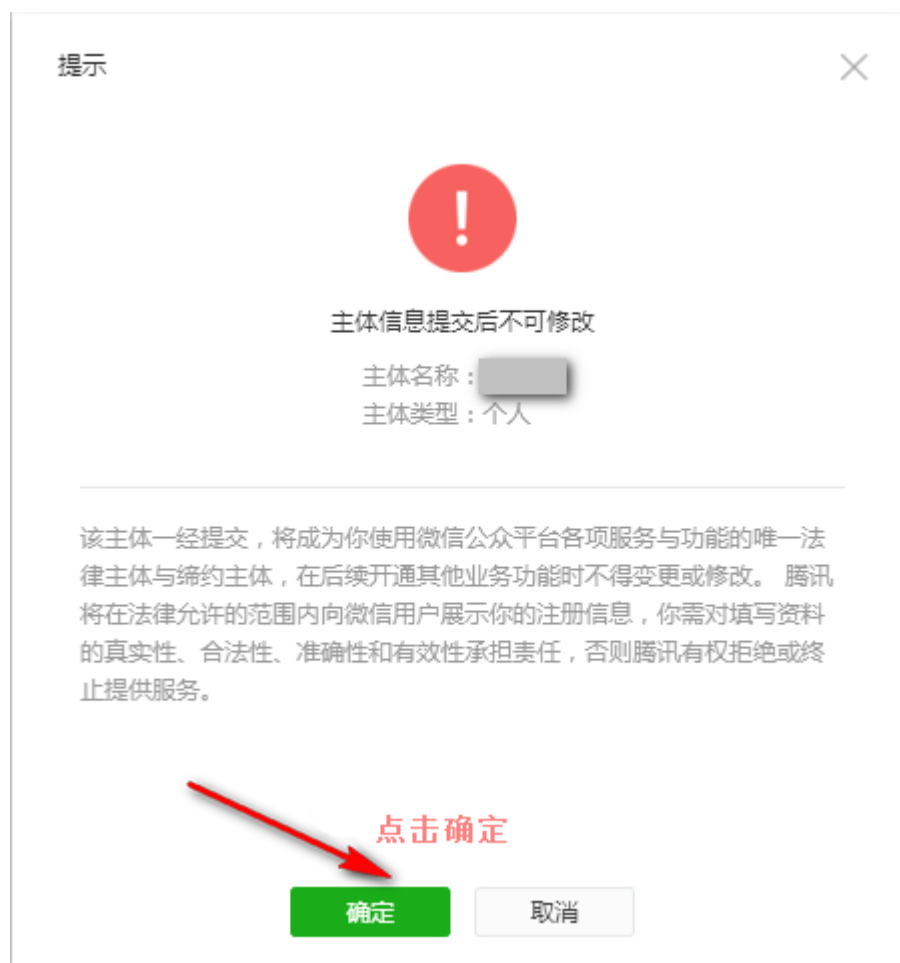 提示
主体信息提交后不可修改
主体名称：
主体类型：个人
该主体一经提交，将成为你使用微信公众平台各项服务与功能的唯一法
律主体与缔约主体，在后续开通其他业务功能时不得变更或修改。 腾讯
将在法律允许的范围内向微信用户展示你的注册信息，你需对填写资料
的真实性、合法性、准确性和有效性承担责任，否则腾讯有权拒绝或终
止提供服务。
点击确定
确定
取消